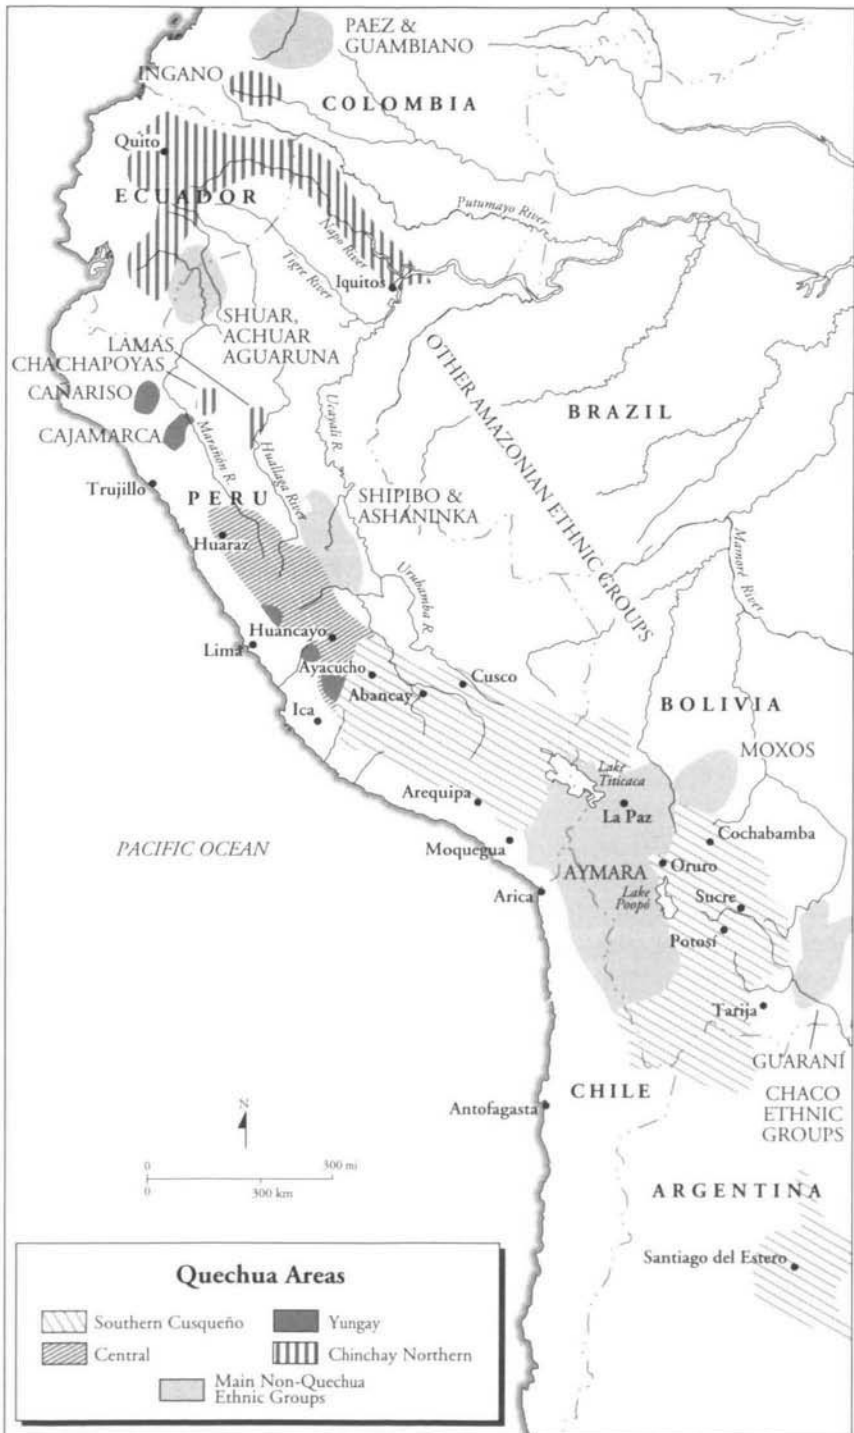 PAEZ &
GUAMBIANO
INGANO
COLOMBIA
Quito
ECUADOR
Putumayo River
Napo River
Tigre River
Iquitos
SHUAR,
ACHUAR
AGUARUNA
LAMAS
CHACHAPOYAS
CAÑARISO
CAJAMARCA
OTHER AMAZONIAN ETHNIC GROUPS
BRAZIL
Ucayali R.
Marañón R.
Huallaga River
Trujillo
PERU
SHIPIBO &
ASHANINKA
Huaraz
Mamoré River
Urubamba R.
Huancayo
Lima
Ayacucho
Cusco
Abancay
Ica
BOLIVIA
MOXOS
Lake
Titicaca
Arequipa
La Paz
Cochabamba
Moquegua
PACIFIC OCEAN
AYMARA
Oruro
Arica
Lake
Poopó
Sucre
Potosí
Tarija
GUARANÍ
CHILE
CHACO
ETHNIC
GROUPS
Antofagasta
N
0 300 mi
0 300 km
ARGENTINA
Santiago del Estero
Quechua Areas
Southern Cusqueño
Yungay
Central
Chinchay Northern
Main Non-Quechua
Ethnic Groups